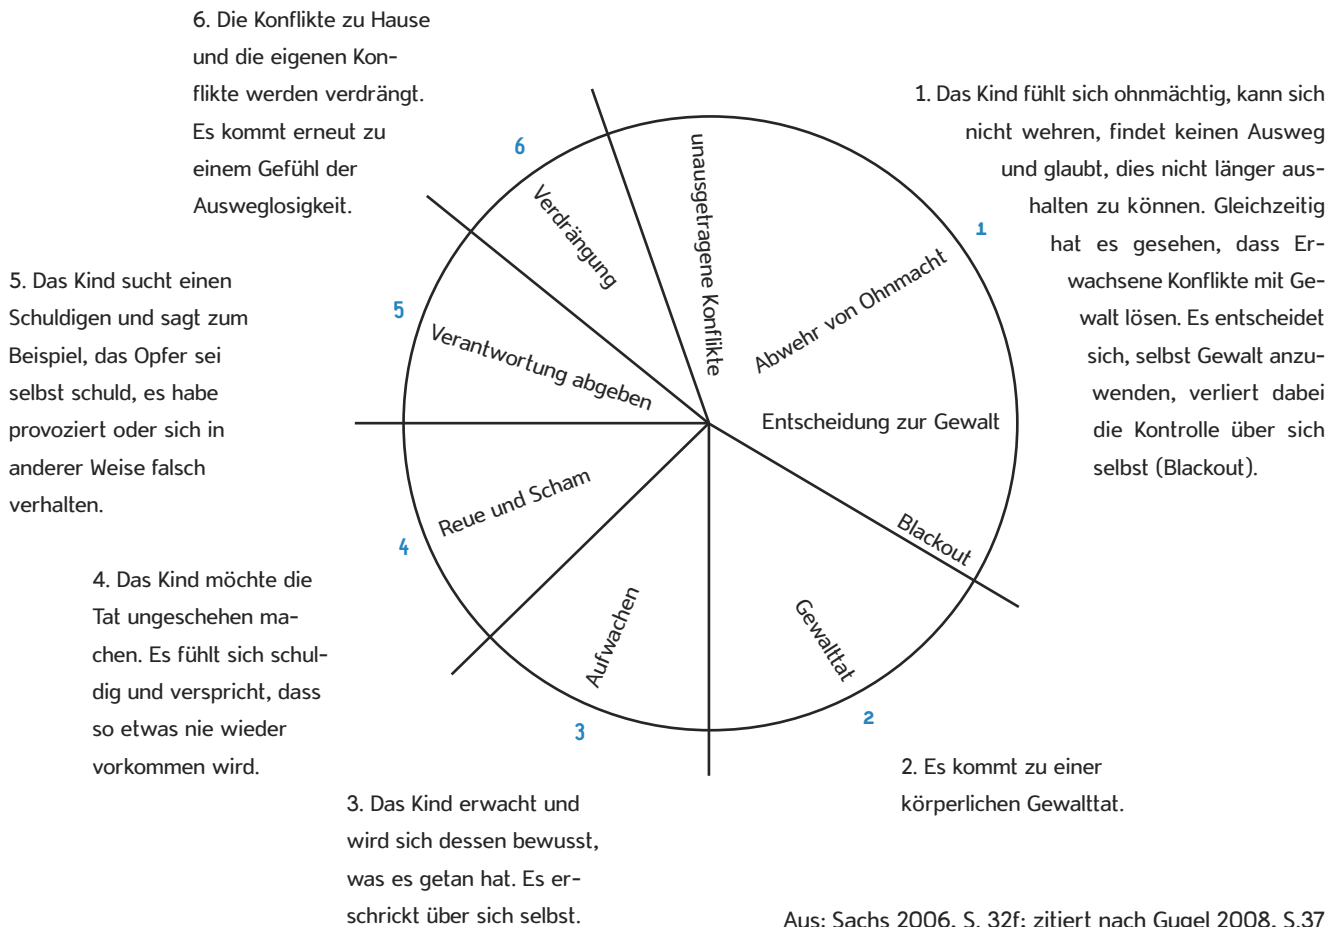 6. Die Konflikte zu Hause
und die eigenen Kon-
flikte werden verdrängt.
Es kommt erneut zu
einem Gefühl der
Ausweglosigkeit.
1. Das Kind fühlt sich ohnmächtig, kann sich
nicht wehren, findet keinen Ausweg
und glaubt, dies nicht länger aus-
halten zu können. Gleichzeitig
hat es gesehen, dass Er-
wachsene Konflikte mit Ge-
walt lösen. Es entscheidet
sich, selbst Gewalt anzu-
wenden, verliert dabei
die Kontrolle über sich
selbst (Blackout).
5. Das Kind sucht einen
Schuldigen und sagt zum
Beispiel, das Opfer sei
selbst schuld, es habe
provoziert oder sich in
anderer Weise falsch
verhalten.
6
Verdrängung
unausgetragene Konflikte
1
Abwehr von Ohnmacht
Entscheidung zur Gewalt
Blackout
5
Verantwortung abgeben
4
Reue und Scham
3
Aufwachen
2
Gewalttat
4. Das Kind möchte die
Tat ungeschehen ma-
chen. Es fühlt sich schul-
dig und verspricht, dass
so etwas nie wieder
vorkommen wird.
2. Es kommt zu einer
körperlichen Gewalttat.
3. Das Kind erwacht und
wird sich dessen bewusst,
was es getan hat. Es er-
schrickt über sich selbst.
Aus: Sachs 2006, S. 32f; zitiert nach Gugel 2008, S.37